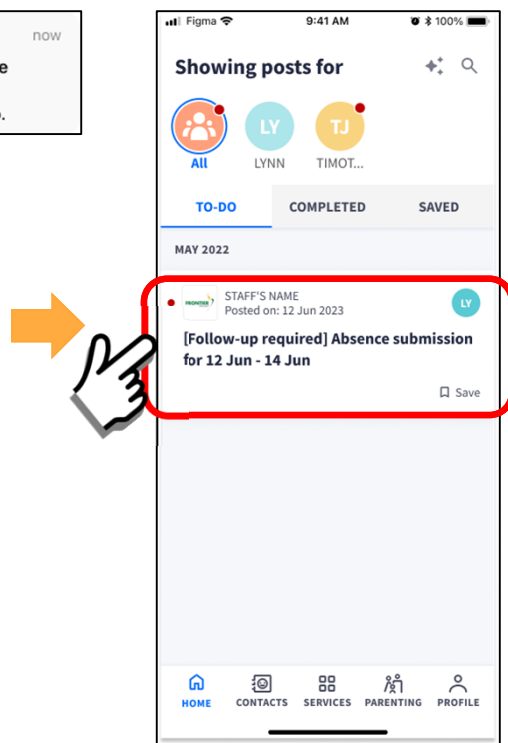 now
e
.
Figma
9:41 AM
100%
Showing posts for
LY
TJ
All
LYNN
TIMOT...
TO-DO
COMPLETED
SAVED
MAY 2022
FRONTIER
STAFF'S NAME
Posted on: 12 Jun 2023
LY
[Follow-up required] Absence submission
for 12 Jun - 14 Jun
Save
HOME
CONTACTS
SERVICES
PARENTING
PROFILE